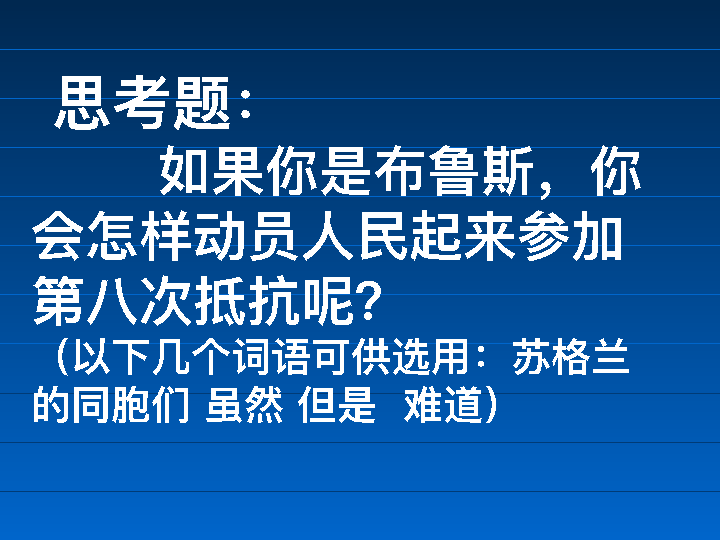 思考题：
如果你是布鲁斯，你
会怎样动员人民起来参加
第八次抵抗呢？
（以下几个词语可供选用：苏格兰
的同胞们 虽然 但是 难道）